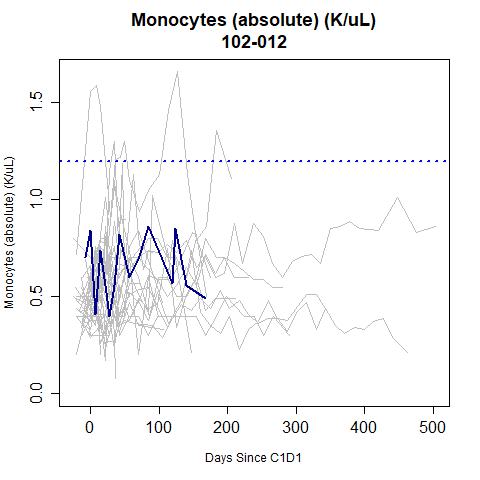 Monocytes (absolute) (K/uL)
102-012
Monocytes (absolute) (K/uL)
1.5
1.0
0.5
0.0
0 100 200 300 400 500
Days Since C1D1